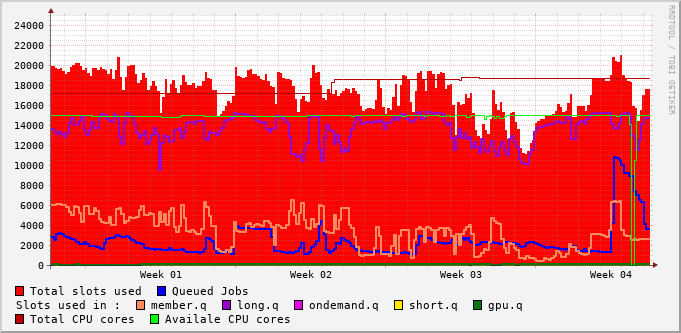 24000
22000
20000
18000
16000
14000
12000
10000
8000
6000
4000
2000
0
Week 01 Week 02 Week 03 Week 04
Total slots used Queued Jobs
Slots used in : member.q long.q ondemand.q short.q gpu.q
Total CPU cores Availale CPU cores
RRDTOOL / TOBI OETIKER